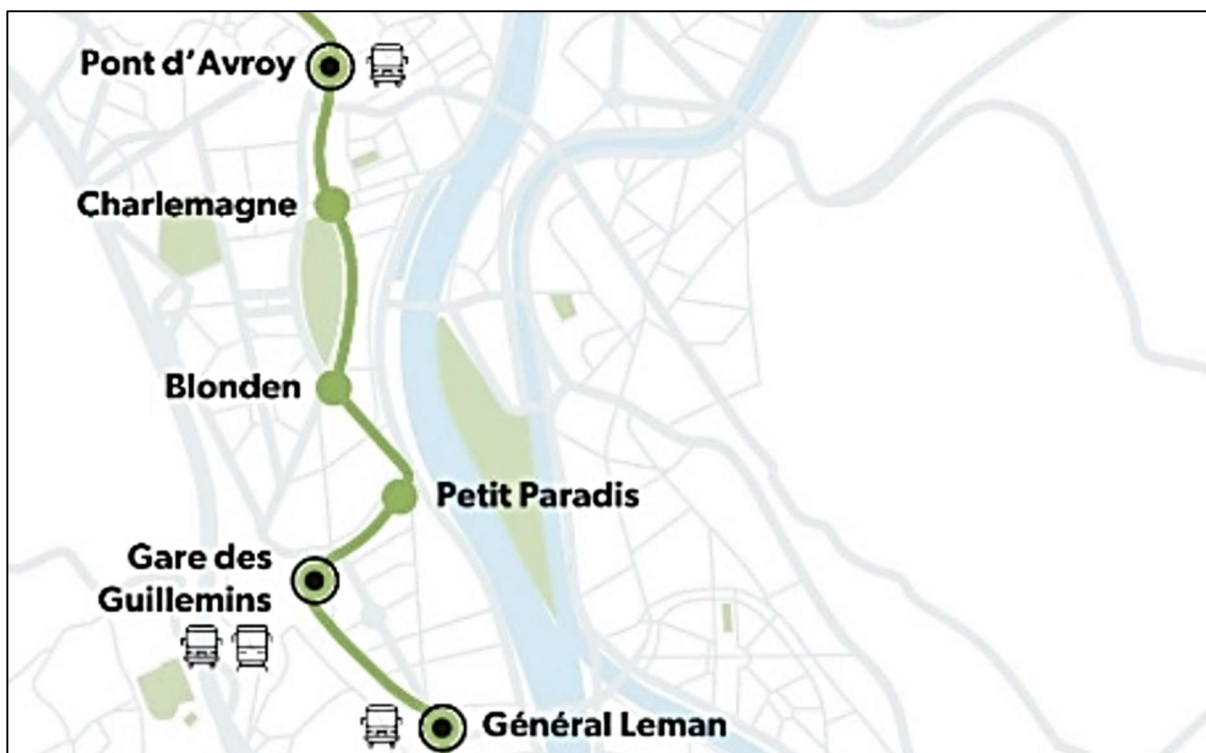 Pont d'Avroy
Charlemagne
Blonden
Petit Paradis
Gare des
Guillemins
Général Leman